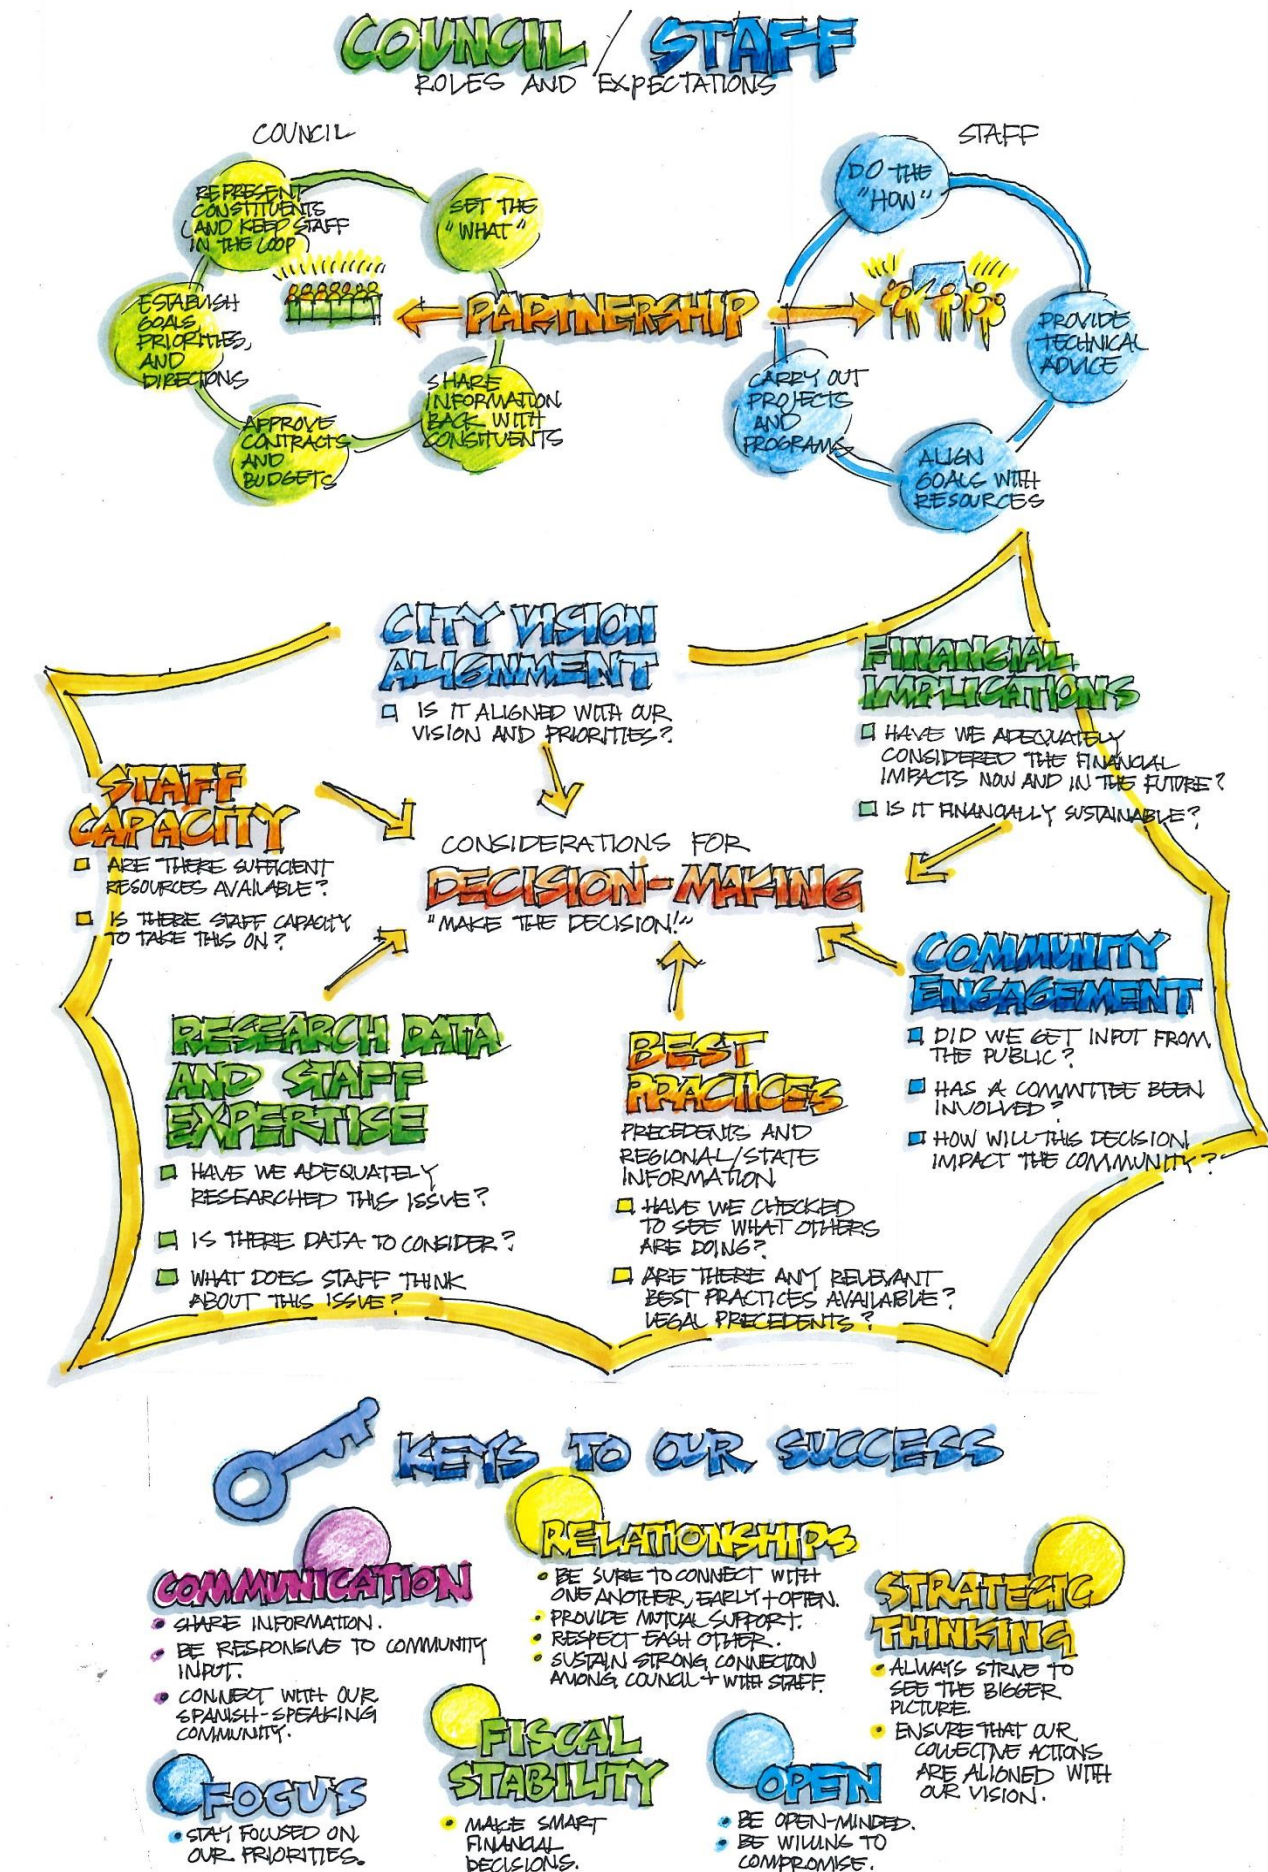 COUNCIL / STAFF
ROLES AND EXPECTATIONS
COUNCIL
REPRESENT
CONSTITUENTS
(AND KEEP STAFF
IN THE LOOP)
SET THE
"WHAT"
ESTABLISH
GOALS,
PRIORITIES,
AND
DIRECTIONS
SHARE
INFORMATION
BACK WITH
CONSTITUENTS
APPROVE
CONTRACTS
AND
BUDGETS
PARTNERSHIP
STAFF
DO THE
"HOW"
PROVIDE
TECHNICAL
ADVICE
CARRY OUT
PROJECTS
AND
PROGRAMS
ALIGN
GOALS WITH
RESOURCES
CITY VISION
ALIGNMENT
IS IT ALIGNED WITH OUR
VISION AND PRIORITIES?
FINANCIAL
IMPLICATIONS
HAVE WE ADEQUATELY
CONSIDERED THE FINANCIAL
IMPACTS NOW AND IN THE FUTURE?
IS IT FINANCIALLY SUSTAINABLE?
STAFF
CAPACITY
ARE THERE SUFFICIENT
RESOURCES AVAILABLE?
IS THERE STAFF CAPACITY
TO TAKE THIS ON?
CONSIDERATIONS FOR
DECISION-MAKING
"MAKE THE DECISION!"
COMMUNITY
ENGAGEMENT
DID WE GET INPUT FROM
THE PUBLIC?
HAS A COMMITTEE BEEN
INVOLVED?
HOW WILL THIS DECISION
IMPACT THE COMMUNITY?
RESEARCH DATA
AND STAFF
EXPERTISE
HAVE WE ADEQUATELY
RESEARCHED THIS ISSUE?
IS THERE DATA TO CONSIDER?
WHAT DOES STAFF THINK
ABOUT THIS ISSUE?
BEST
PRACTICES
PRECEDENTS AND
REGIONAL/STATE
INFORMATION
HAVE WE CHECKED
TO SEE WHAT OTHERS
ARE DOING?
ARE THERE ANY RELEVANT
BEST PRACTICES AVAILABLE?
LEGAL PRECEDENTS?
KEYS TO OUR SUCCESS
COMMUNICATION
• SHARE INFORMATION.
• BE RESPONSIVE TO COMMUNITY
INPUT.
• CONNECT WITH OUR
SPANISH-SPEAKING
COMMUNITY.
RELATIONSHIPS
• BE SURE TO CONNECT WITH
ONE ANOTHER, EARLY + OFTEN.
• PROVIDE MUTUAL SUPPORT.
• RESPECT EACH OTHER.
• SUSTAIN STRONG CONNECTION
AMONG COUNCIL + WITH STAFF.
STRATEGIC
THINKING
• ALWAYS STRIVE TO
SEE THE BIGGER
PICTURE.
• ENSURE THAT OUR
COLLECTIVE ACTIONS
ARE ALIGNED WITH
OUR VISION.
FOCUS
• STAY FOCUSED ON
OUR PRIORITIES.
FISCAL
STABILITY
• MAKE SMART
FINANCIAL
DECISIONS.
OPEN
• BE OPEN-MINDED.
• BE WILLING TO
COMPROMISE.